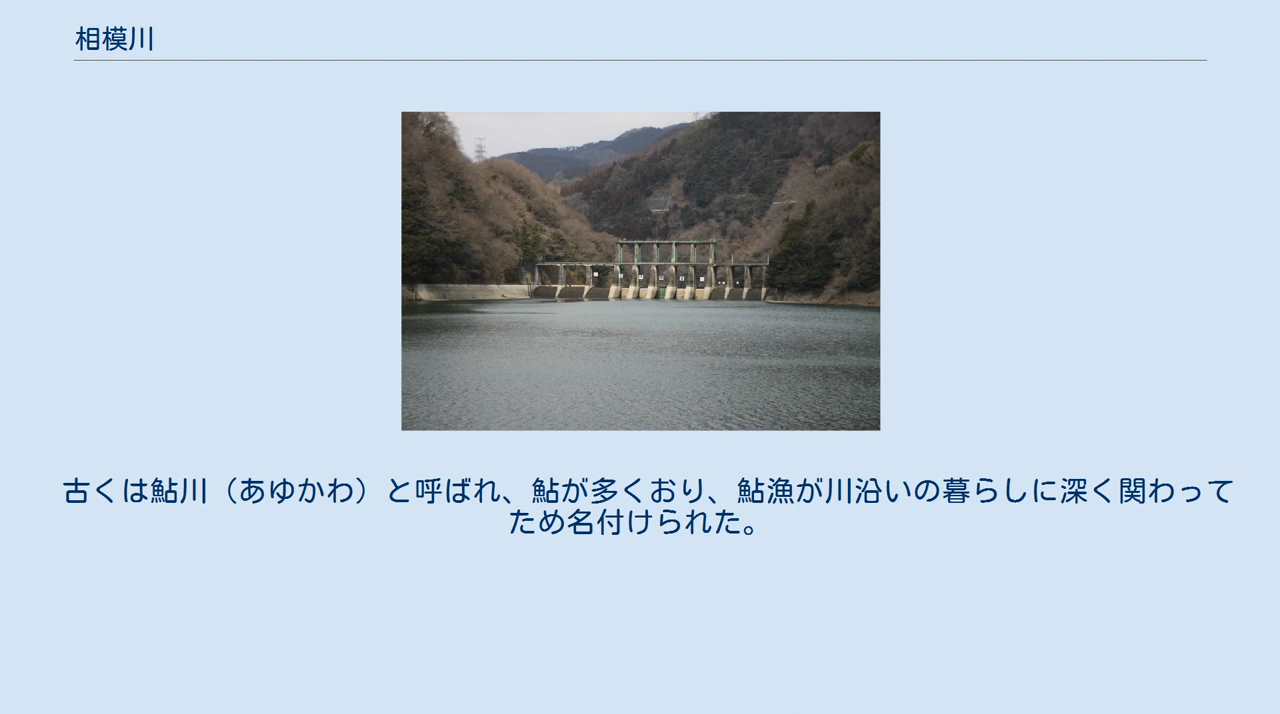 相模川
古くは鮎川（あゆかわ）と呼ばれ、鮎が多くおり、鮎漁が川沿いの暮らしに深く関わって
ため名付けられた。